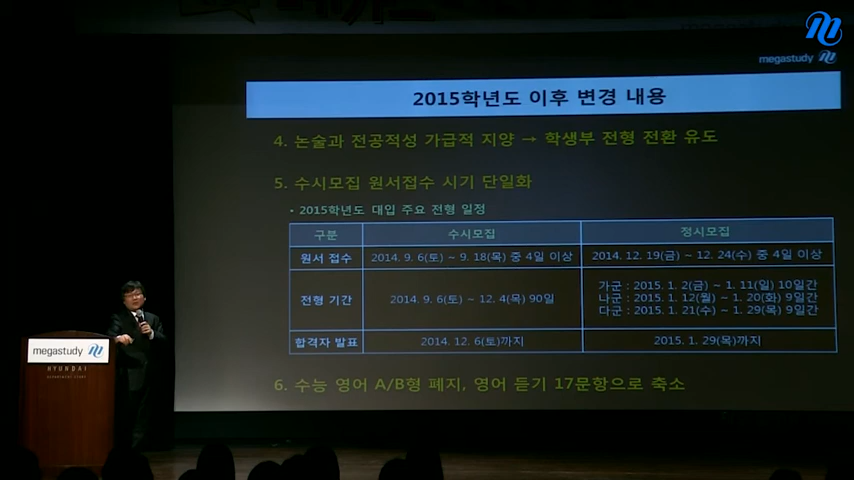 megastudy
2015학년도 이후 변경 내용
4. 논술과 전공적성 가급적 지양 → 학생부 전형 전환 유도
5. 수시모집 원서접수 시기 단일화
• 2015학년도 대입 주요 전형 일정
구분 수시모집 정시모집
원서 접수 2014. 9. 6(토) ~ 9. 18(목) 중 4일 이상 2014. 12. 19(금) ~ 12. 24(수) 중 4일 이상
전형 기간 2014. 9. 6(토) ~ 12. 4(목) 90일
가군 : 2015. 1. 2(금) ~ 1. 11(일) 10일간
나군 : 2015. 1. 12(월) ~ 1. 20(화) 9일간
다군 : 2015. 1. 21(수) ~ 1. 29(목) 9일간
합격자 발표 2014. 12. 6(토)까지 2015. 1. 29(목)까지
6. 수능 영어 A/B형 폐지, 영어 듣기 17문항으로 축소
megastudy
HYUNDAI